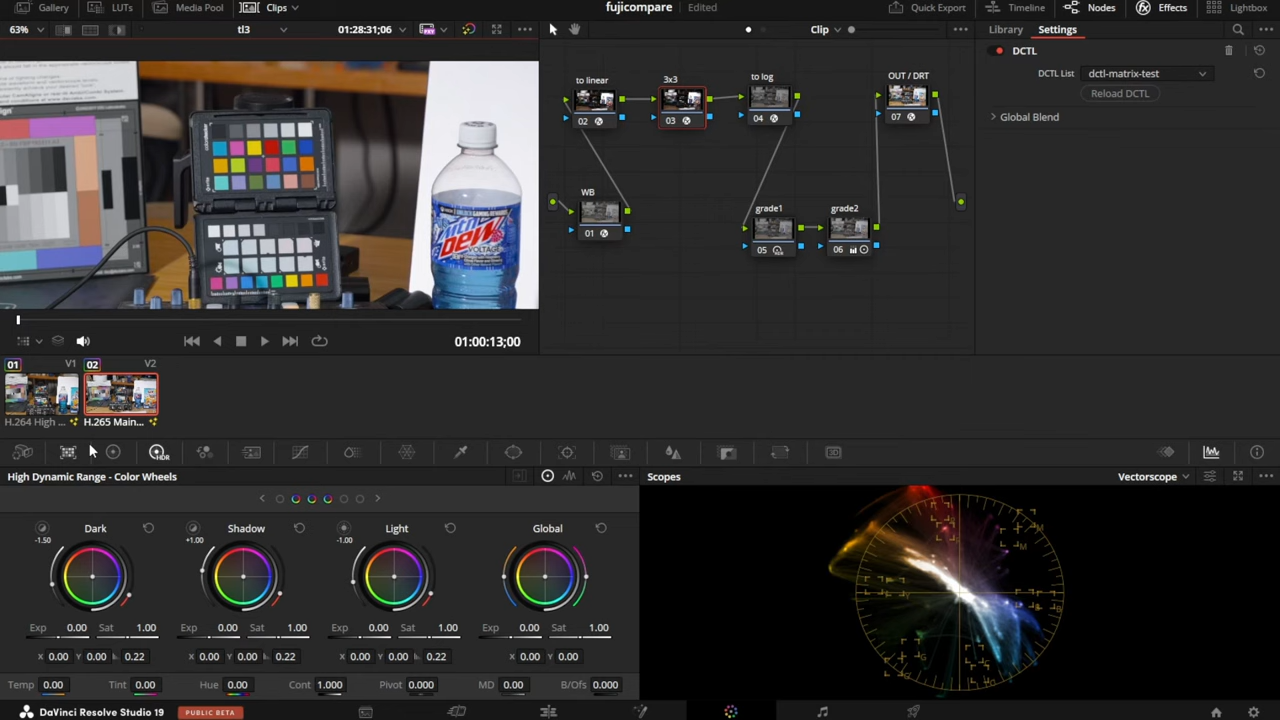 Gallery LUTs Media Pool Clips fujicompare Edited Quick Export Timeline Nodes Effects Lightbox
63% tl3 01:28:31;06 Clip Library Settings
DCTL
DCTL List dctl-matrix-test
Reload DCTL
Global Blend
to linear 3x3 to log OUT / DRT
02 03 04 07
WB
01
grade1 grade2
05 06
mtn
DEW
VOLTAGE
01:00:13;00
01 V1 02 V2
H.264 High ... H.265 Main...
HDR
High Dynamic Range - Color Wheels
Scopes Vectorscope
Dark Shadow Light Global
-1.50 +1.00 -1.00
Exp 0.00 Sat 1.00 Exp 0.00 Sat 1.00 Exp 0.00 Sat 1.00 Exp 0.00 Sat 1.00
X 0.00 Y 0.00 0.22 X 0.00 Y 0.00 0.22 X 0.00 Y 0.00 0.22 X 0.00 Y 0.00
Temp 0.00 Tint 0.00 Hue 0.00 Cont 1.000 Pivot 0.000 MD 0.00 B/Ofs 0.000
DaVinci Resolve Studio 19 PUBLIC BETA